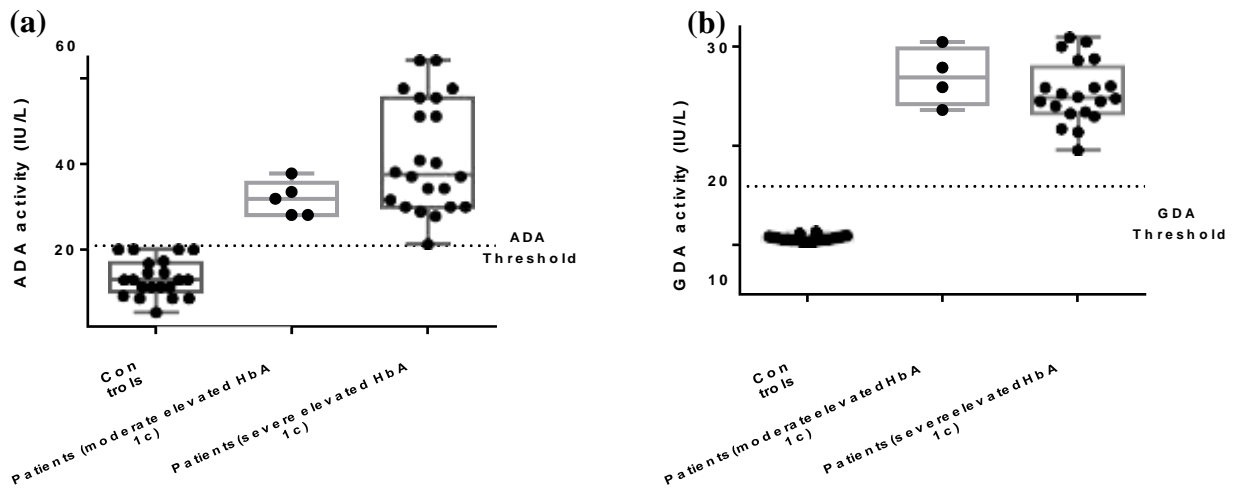 (a)
60
40
20
ADA activity (IU/L)
ADA
Threshold
Con
trols
Patients (moderate elevated HbA
1c)
Patients (severe elevated HbA
1c)
(b)
30
20
10
GDA activity (IU/L)
GDA
Threshold
Con
trols
Patients (moderate elevated HbA
1c)
Patients (severe elevated HbA
1c)